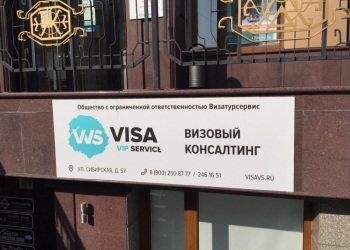 Общество с ограниченной ответственностью Визатурсервис
VVS VISA
VIP SERVICE
ВИЗОВЫЙ
КОНСАЛТИНГ
УЛ. СИБИРСКАЯ, Д. 57
8 (800) 250 87 77 / 246 16 51
VISAVS.RU